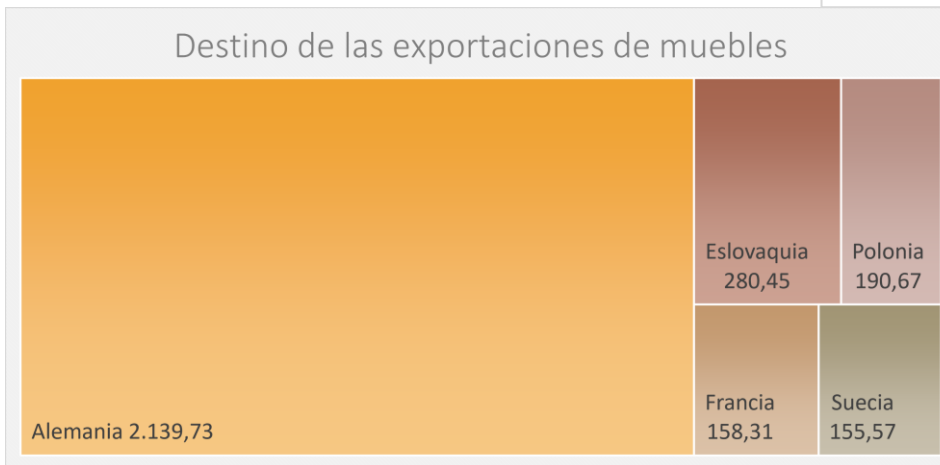 Destino de las exportaciones de muebles
Eslovaquia
280,45
Polonia
190,67
Alemania 2.139,73
Francia
158,31
Suecia
155,57